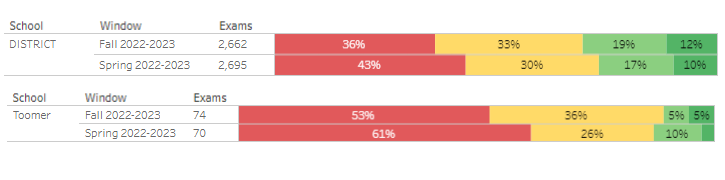 School Window Exams
DISTRICT Fall 2022-2023 2,662 36% 33% 19% 12%
Spring 2022-2023 2,695 43% 30% 17% 10%
School Window Exams
Toomer Fall 2022-2023 74 53% 36% 5% 5%
Spring 2022-2023 70 61% 26% 10%